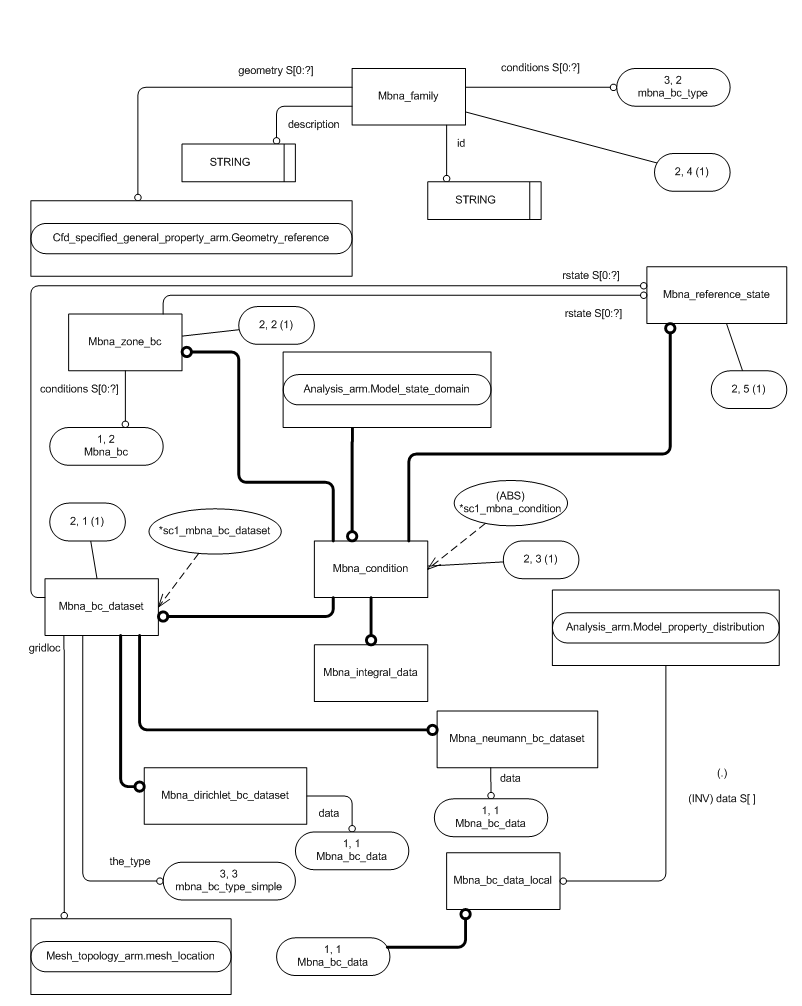 geometry S[0:?]
conditions S[0:?]
Mbna_family
3, 2
mbna_bc_type
description
id
STRING
2, 4 (1)
STRING
Cfd_specified_general_property_arm.Geometry_reference
rstate S[0:?]
Mbna_reference_state
rstate S[0:?]
2, 2 (1)
Mbna_zone_bc
conditions S[0:?]
Analysis_arm.Model_state_domain
2, 5 (1)
1, 2
Mbna_bc
(ABS)
*sc1_mbna_condition
2, 1 (1)
*sc1_mbna_bc_dataset
2, 3 (1)
Mbna_condition
Mbna_bc_dataset
Analysis_arm.Model_property_distribution
gridloc
Mbna_integral_data
Mbna_neumann_bc_dataset
(.)
data
(INV) data S[ ]
Mbna_dirichlet_bc_dataset
data
1, 1
Mbna_bc_data
1, 1
Mbna_bc_data
the_type
3, 3
mbna_bc_type_simple
Mbna_bc_data_local
Mesh_topology_arm.mesh_location
1, 1
Mbna_bc_data